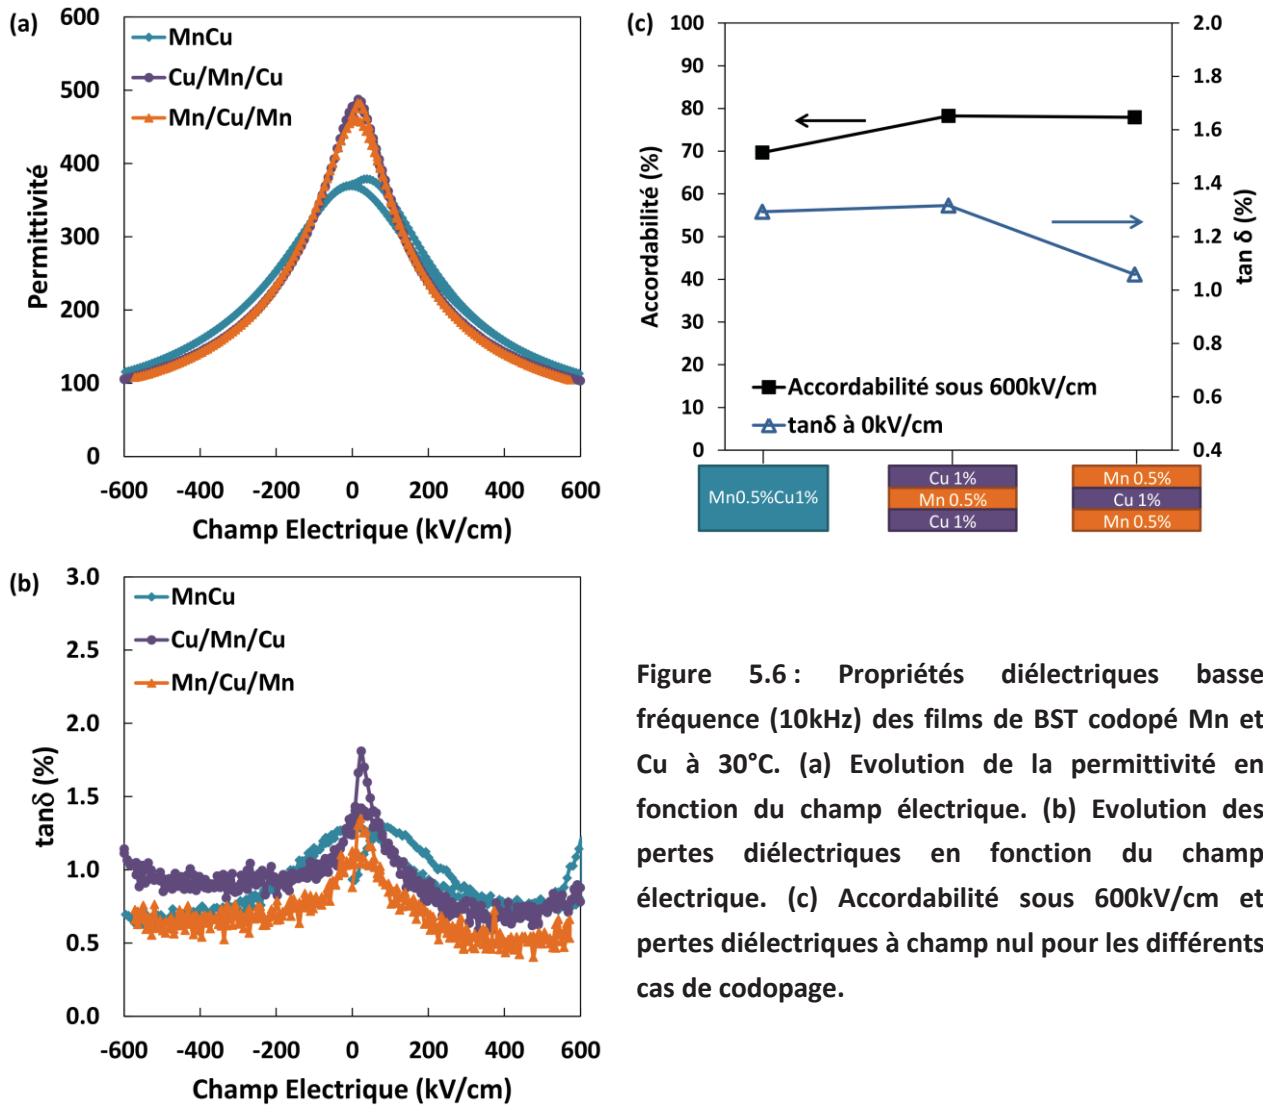 (a)
600
500
400
300
200
100
0
Permittivité
MnCu
Cu/Mn/Cu
Mn/Cu/Mn
-600 -400 -200 0 200 400 600
Champ Electrique (kV/cm)
(c)
100
90
80
70
60
50
40
30
20
10
0
Accordabilité (%)
2.0
1.8
1.6
1.4
1.2
1.0
0.8
0.6
0.4
tan δ (%)
Accordabilité sous 600kV/cm
tanδ à 0kV/cm
Mn0.5%Cu1%
Cu 1%
Mn 0.5%
Cu 1%
Mn 0.5%
Cu 1%
Mn 0.5%
(b)
3.0
2.5
2.0
1.5
1.0
0.5
0.0
tanδ (%)
MnCu
Cu/Mn/Cu
Mn/Cu/Mn
-600 -400 -200 0 200 400 600
Champ Electrique (kV/cm)
Figure 5.6 : Propriétés diélectriques basse
fréquence (10kHz) des films de BST codopé Mn et
Cu à 30°C. (a) Evolution de la permittivité en
fonction du champ électrique. (b) Evolution des
pertes diélectriques en fonction du champ
électrique. (c) Accordabilité sous 600kV/cm et
pertes diélectriques à champ nul pour les différents
cas de codopage.